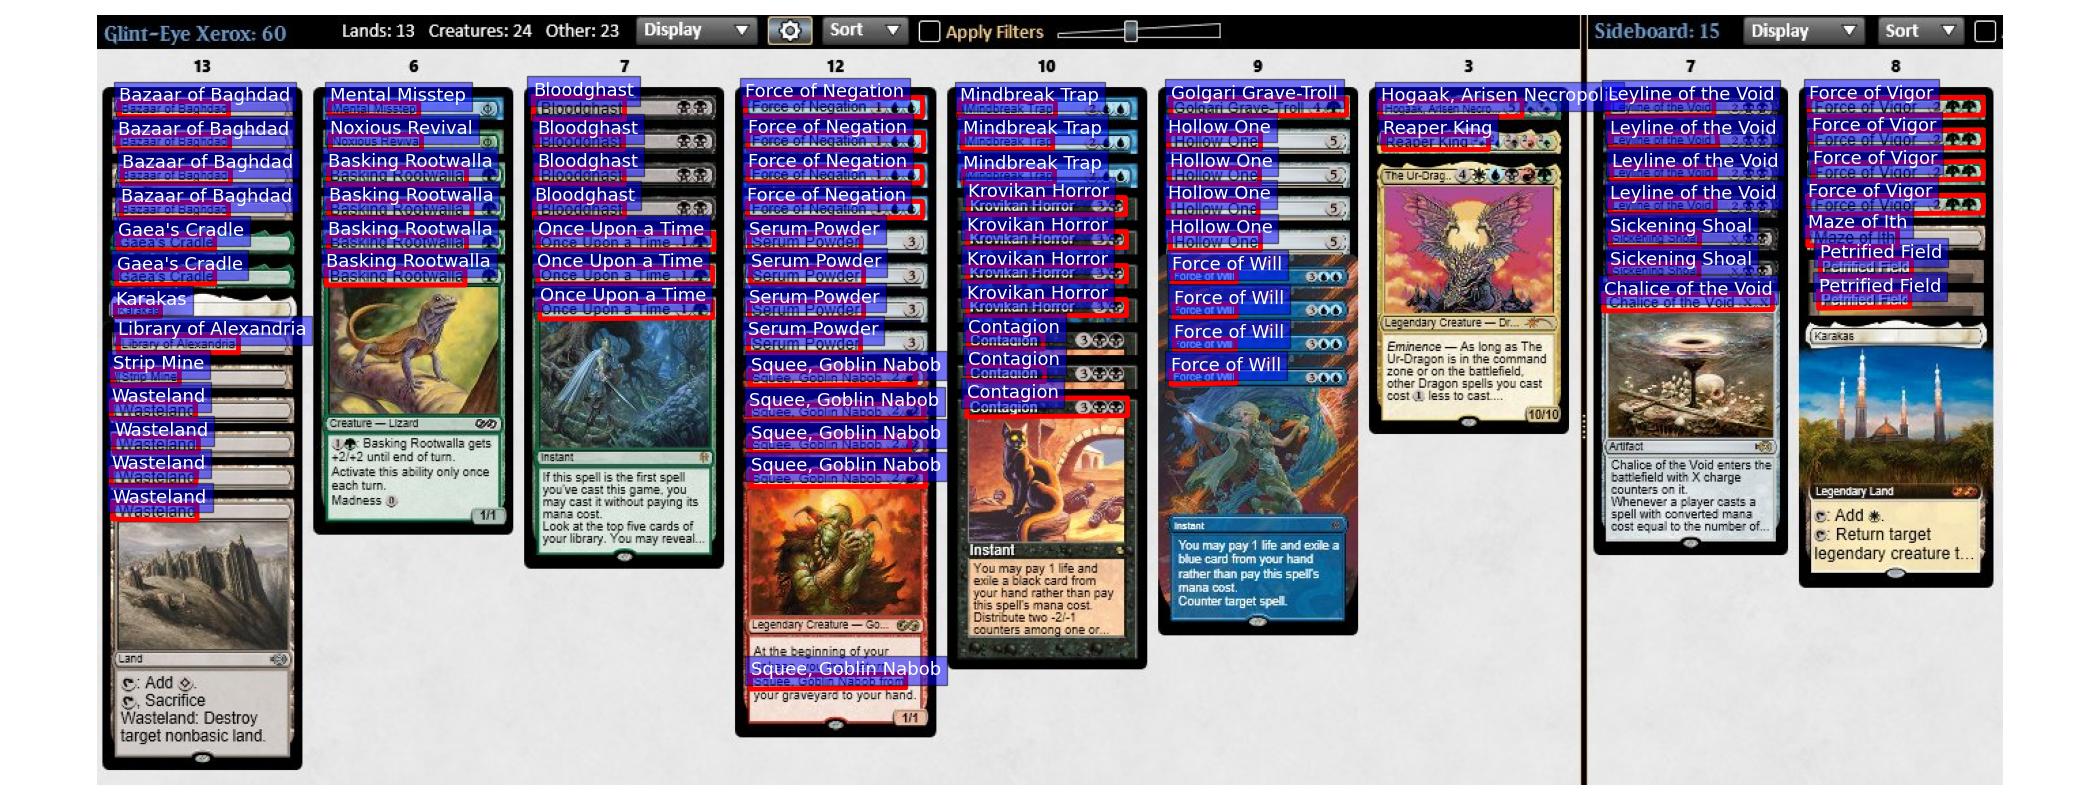 Glint-Eye Xerox: 60 Lands: 13 Creatures: 24 Other: 23 Display Sort Apply Filters
Sideboard: 15 Display Sort
13
Bazaar of Baghdad
Bazaar of Baghdad
Bazaar of Baghdad
Bazaar of Baghdad
Gaea's Cradle
Gaea's Cradle
Karakas
Library of Alexandria
Strip Mine
Wasteland
Wasteland
Wasteland
Wasteland
Land
: Add
, Sacrifice
Wasteland: Destroy
target nonbasic land.
6
Mental Misstep
Noxious Revival
Basking Rootwalla
Basking Rootwalla
Basking Rootwalla
Basking Rootwalla
Creature — Lizard
1 : Basking Rootwalla gets
+2/+2 until end of turn.
Activate this ability only once
each turn.
Madness 0
1/1
7
Bloodghast
Bloodghast
Bloodghast
Bloodghast
Once Upon a Time
Once Upon a Time
Once Upon a Time
Instant
If this spell is the first spell
you've cast this game, you
may cast it without paying its
mana cost.
Look at the top five cards of
your library. You may reveal...
12
Force of Negation
Force of Negation
Force of Negation
Force of Negation
Serum Powder
Serum Powder
Serum Powder
Serum Powder
Squee, Goblin Nabob
Squee, Goblin Nabob
Squee, Goblin Nabob
Squee, Goblin Nabob
Legendary Creature — Go...
At the beginning of your
Squee, Goblin Nabob
Squee, Goblin Nabob from
your graveyard to your hand.
1/1
10
Mindbreak Trap
Mindbreak Trap
Mindbreak Trap
Krovikan Horror
Krovikan Horror
Krovikan Horror
Krovikan Horror
Contagion
Contagion
Contagion
Instant
You may pay 1 life and
exile a black card from
your hand rather than pay
this spell's mana cost.
Distribute two -2/-1
counters among one or...
9
Golgari Grave-Troll
Hollow One
Hollow One
Hollow One
Hollow One
Force of Will
Force of Will
Force of Will
Force of Will
Instant
You may pay 1 life and exile a
blue card from your hand
rather than pay this spell's
mana cost.
Counter target spell.
3
Hogaak, Arisen Necropol
Reaper King
The Ur-Drag... 4
Legendary Creature — Dr...
Eminence — As long as The
Ur-Dragon is in the command
zone or on the battlefield,
other Dragon spells you cast
cost 1 less to cast....
10/10
7
Leyline of the Void
Leyline of the Void
Leyline of the Void
Leyline of the Void
Sickening Shoal
Sickening Shoal
Chalice of the Void
Artifact
Chalice of the Void enters the
battlefield with X charge
counters on it.
Whenever a player casts a
spell with converted mana
cost equal to the number of...
8
Force of Vigor
Force of Vigor
Force of Vigor
Force of Vigor
Maze of Ith
Petrified Field
Petrified Field
Karakas
Legendary Land
: Add
: Return target
legendary creature t...